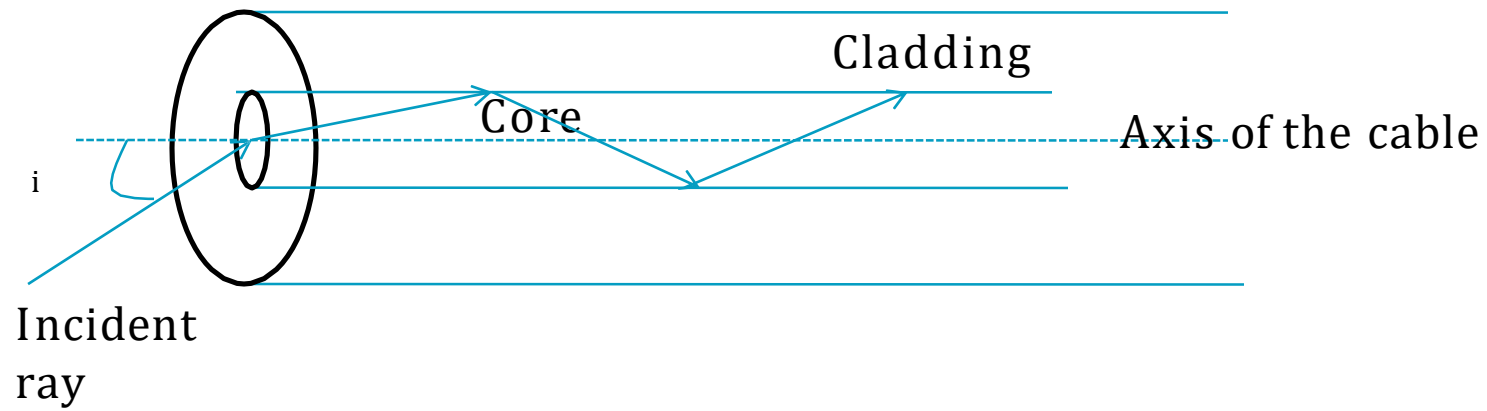 Cladding
Core
Axis of the cable
i
Incident
ray